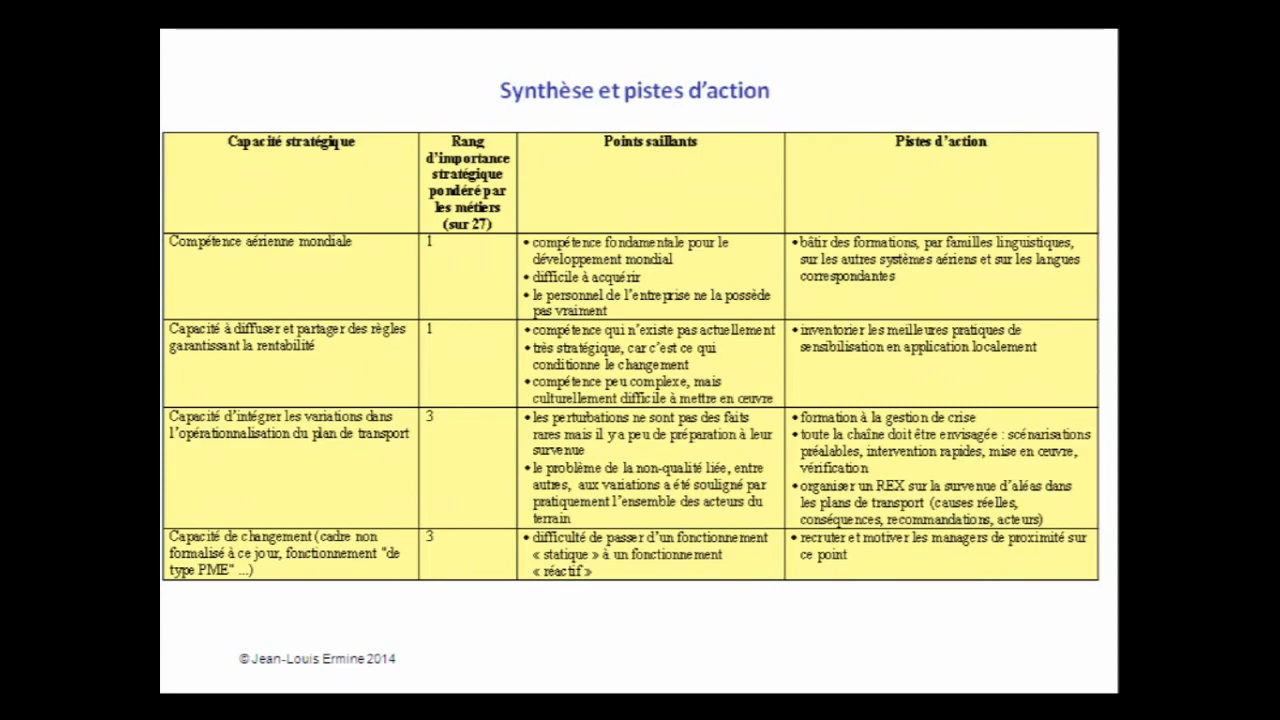 Synthèse et pistes d'action
Capacité stratégique
Rang
d'importance
stratégique
pondéré par
les métiers
(sur 27)
Points saillants
Pistes d'action
Compétence aérienne mondiale
1
• compétence fondamentale pour le
développement mondial
• difficile à acquérir
• le personnel de l'entreprise ne la possède
pas vraiment
• bâtir des formations, par familles linguistiques,
sur les autres systèmes aériens et sur les langues
correspondantes
Capacité à diffuser et partager des règles
garantissant la rentabilité
1
• compétence qui n'existe pas actuellement
• très stratégique, car c'est ce qui
conditionne le changement
• compétence peu complexe, mais
culturellement difficile à mettre en œuvre
• inventorier les meilleures pratiques de
sensibilisation en application localement
Capacité d'intégrer les variations dans
l'opérationnalisation du plan de transport
3
• les perturbations ne sont pas des faits
rares mais il y a peu de préparation à leur
survenue
• le problème de la non-qualité liée, entre
autres, aux variations a été souligné par
pratiquement l'ensemble des acteurs du
terrain
• formation à la gestion de crise
• toute la chaîne doit être envisagée : scénarisations
préalables, intervention rapides, mise en œuvre,
vérification
• organiser un REX sur la survenue d'aléas dans
les plans de transport (causes réelles,
conséquences, recommandations, acteurs)
Capacité de changement (cadre non
formalisé à ce jour, fonctionnement "de
type PME" ...)
3
• difficulté de passer d'un fonctionnement
« statique » à un fonctionnement
« réactif »
• recruter et motiver les managers de proximité sur
ce point
© Jean-Louis Ermine 2014